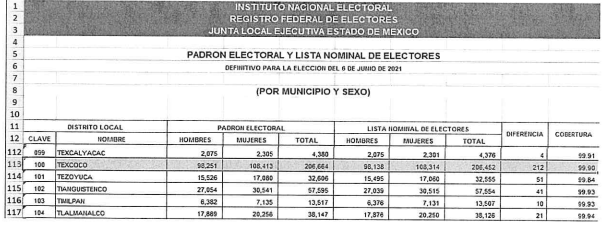 1 INSTITUTO NACIONAL ELECTORAL
2 REGISTRO FEDERAL DE ELECTORES
3 JUNTA LOCAL EJECUTIVA ESTADO DE MEXICO
4
5 PADRON ELECTORAL Y LISTA NOMINAL DE ELECTORES
6 DEFINITIVO PARA LA ELECCIÓN DEL 6 DE JUNIO DE 2021
7
8 (POR MUNICIPIO Y SEXO)
9
10
11 DISTRITO LOCAL PADRON ELECTORAL LISTA NOMINAL DE ELECTORES DIFERENCIA COBERTURA
12 CLAVE NOMBRE HOMBRES MUJERES TOTAL HOMBRES MUJERES TOTAL
112 099 TEXCALYACAC 2,075 2,305 4,380 2,075 2,301 4,376 4 99.91
113 100 TEXCOCO 98,251 108,413 206,664 98,138 108,314 206,452 212 99.90
114 101 TEZOYUCA 15,526 17,080 32,606 15,495 17,060 32,555 51 99.84
115 102 TIANGUISTENCO 27,054 30,541 57,595 27,039 30,515 57,554 41 99.93
116 103 TIMILPAN 6,382 7,135 13,517 6,376 7,131 13,507 10 99.93
117 104 TLALMANALCO 17,889 20,258 38,147 17,876 20,250 38,126 21 99.94